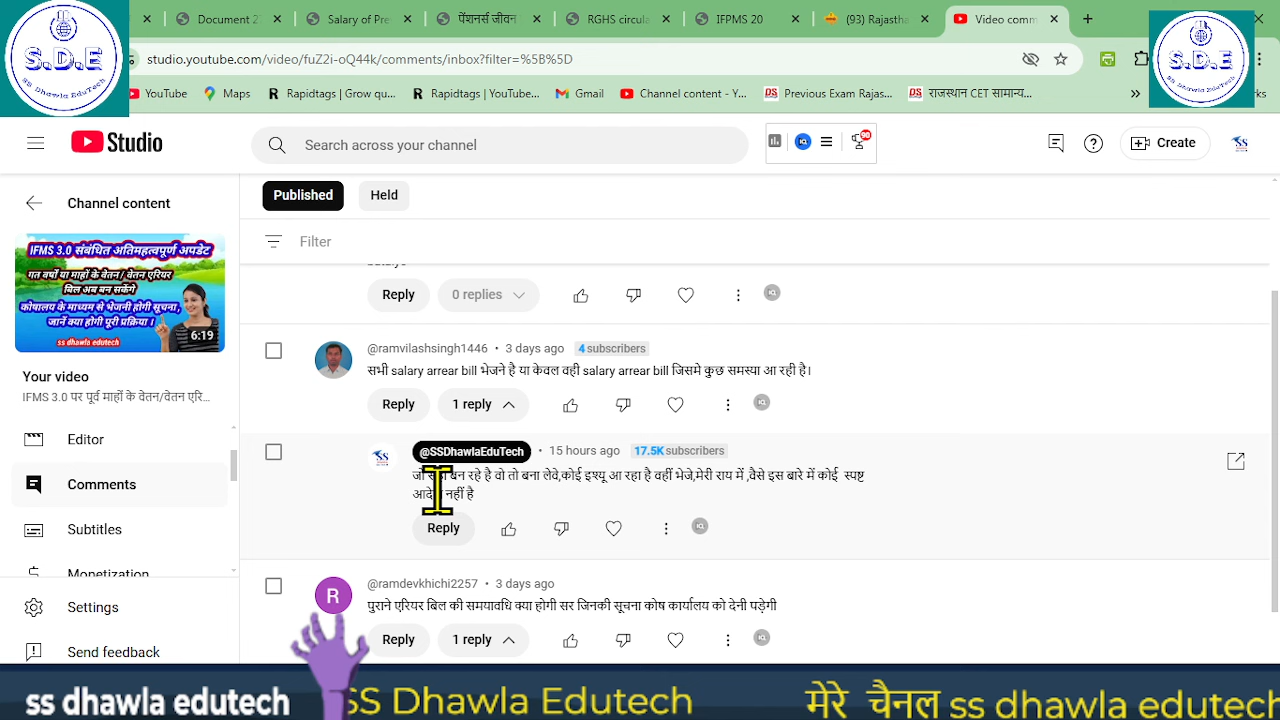 Document 2
Salary of Pre
पेंमानर्स जीवन
RGHS circula
IFPMS 20
(93) Rajastha
Video comm
S.D.E
SS Dhawla EduTech
S.D.E
SS Dhawla EduTech
studio.youtube.com/video/fuZ2i-oQ44k/comments/inbox?filter=%5B%5D
YouTube
Maps
Rapidtags | Grow qu...
Rapidtags | YouTube...
Gmail
Channel content - Y...
Previous Exam Rajas...
राजस्थान CET सामान्य...
Studio
Search across your channel
90
Create
Channel content
Published
Held
Filter
IFMS 3.0 संबंधित अतिमहत्वपूर्ण अपडेट
गत वर्षो या माहों के वेतन/ वेतन एरियर
बिल अब बन सकेंगे
कोषालय के माध्यम से भेजनी होगी सूचना,
जानें क्या होगी पूरी प्रक्रिया ।
ss dhawla edutech
6:19
Your video
IFMS 3.0 पर पूर्व माहों के वेतन/वेतन एरि...
Editor
Comments
Subtitles
Monetization
Settings
Send feedback
Reply
0 replies
@ramvilashsingh1446 • 3 days ago 4 subscribers
सभी salary arrear bill भेजने है या केवल वही salary arrear bill जिसमे कुछ समस्या आ रही है।
Reply
1 reply
@SSDhawlaEduTech • 15 hours ago 17.5K subscribers
जो बन रहे है वो तो बना लेवे,कोई इश्यू आ रहा है वहीं भेजे,मेरी राय में ,वैसे इस बारे में कोई स्पष्ट
नहीं है
Reply
R
@ramdevkhichi2257 • 3 days ago
पुराने एरियर ब़िल की समयावधि क्या होगी सर जिनकी सूचना कोष कार्यालय को देनी पड़ेगी
Reply
1 reply
ss dhawla edutech
SS Dhawla Edutech
मेरे चैनल ss dhawla edutech